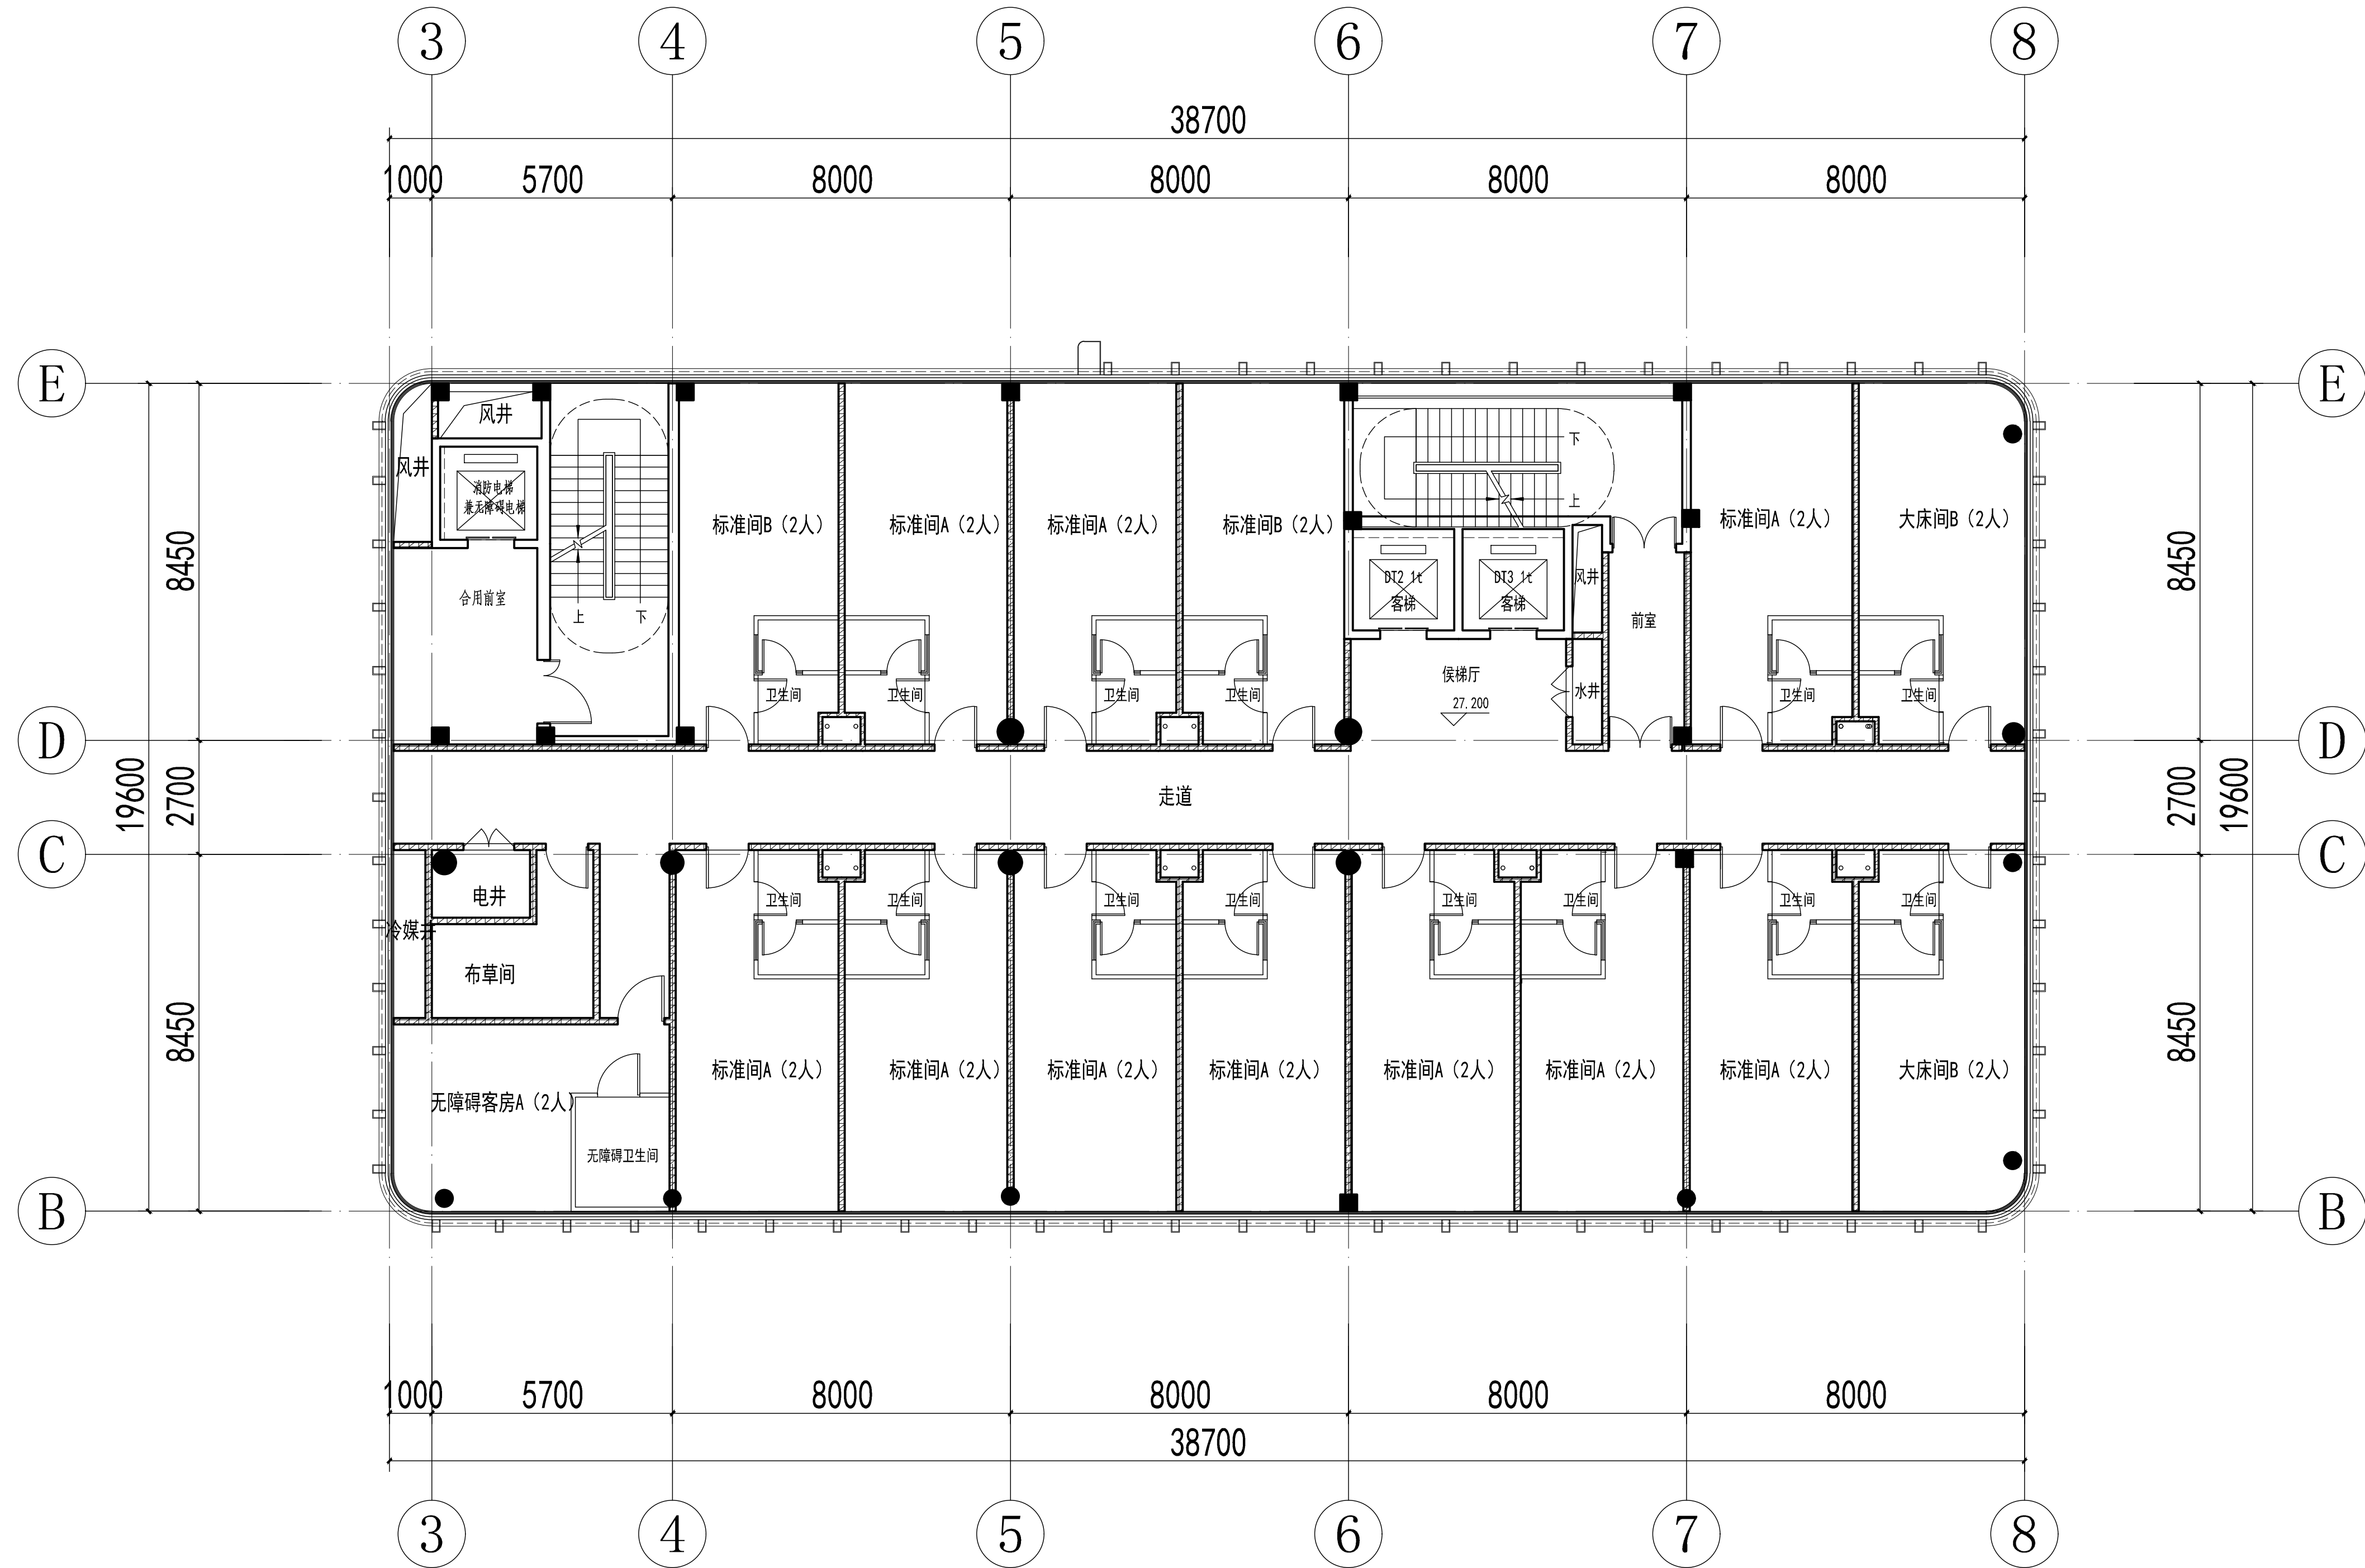 3 4 5 6 7 8
38700
1000 5700 8000 8000 8000 8000
E E
风井
风井
消防电梯
兼无障碍电梯
下
上
标准间B（2人） 标准间A（2人） 标准间A（2人） 标准间B（2人） 标准间A（2人） 大床间B（2人）
8450 8450
DT2 1t DT3 1t 风井
客梯 客梯
合用前室
上 下 前室
侯梯厅
卫生间 卫生间 卫生间 卫生间 水井 卫生间 卫生间
27.200
D D
19600 2700 走道 2700 19600
C C
电井 卫生间 卫生间 卫生间 卫生间 卫生间 卫生间 卫生间 卫生间
冷媒井
布草间
8450 8450
标准间A（2人） 标准间A（2人） 标准间A（2人） 标准间A（2人） 标准间A（2人） 标准间A（2人） 标准间A（2人） 大床间B（2人）
无障碍客房A（2人）
无障碍卫生间
B B
1000 5700 8000 8000 8000 8000
38700
3 4 5 6 7 8